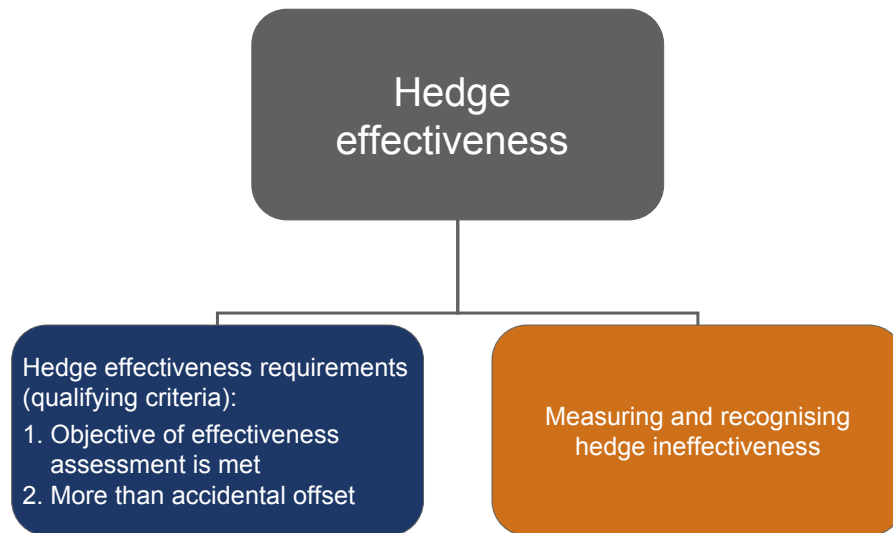 Hedge
effectiveness
Hedge effectiveness requirements
(qualifying criteria):
1. Objective of effectiveness
assessment is met
2. More than accidental offset
Measuring and recognising
hedge ineffectiveness